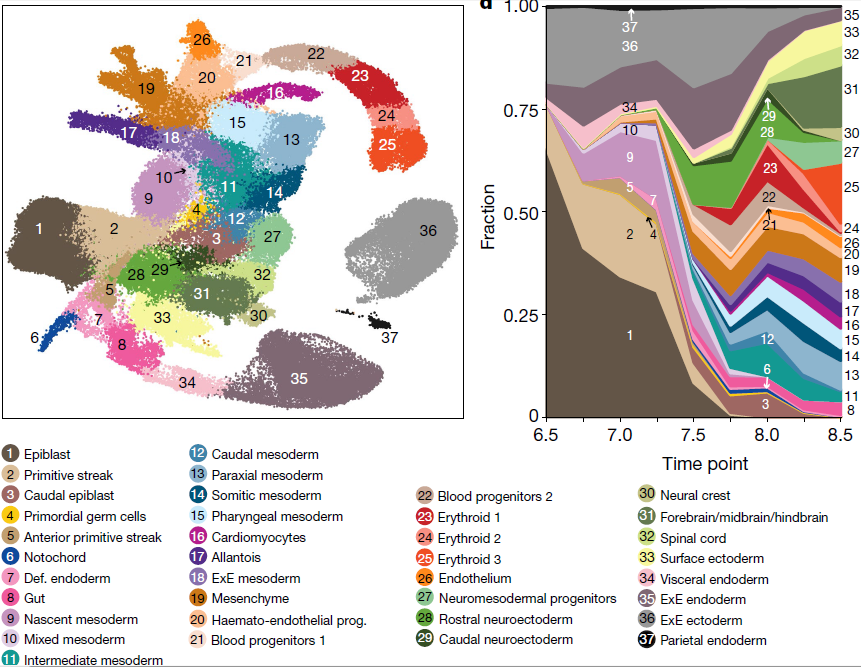 d
26
22
21
20
23
19
16
24
15
17
18
13
25
10
9
11
14
4
12
1
2
3
27
36
28
29
32
5
31
7
33
30
6
8
37
34
35
Fraction
1.00
0.75
0.50
0.25
0
37
36
34
10
9
5
7
2
4
1
29
28
23
22
21
12
6
3
35
33
32
31
30
27
25
24
26
20
19
18
17
16
15
14
13
11
8
6.5 7.0 7.5 8.0 8.5
Time point
1 Epiblast
2 Primitive streak
3 Caudal epiblast
4 Primordial germ cells
5 Anterior primitive streak
6 Notochord
7 Def. endoderm
8 Gut
9 Nascent mesoderm
10 Mixed mesoderm
11 Intermediate mesoderm
12 Caudal mesoderm
13 Paraxial mesoderm
14 Somitic mesoderm
15 Pharyngeal mesoderm
16 Cardiomyocytes
17 Allantois
18 ExE mesoderm
19 Mesenchyme
20 Haemato-endothelial prog.
21 Blood progenitors 1
22 Blood progenitors 2
23 Erythroid 1
24 Erythroid 2
25 Erythroid 3
26 Endothelium
27 Neuromesodermal progenitors
28 Rostral neuroectoderm
29 Caudal neuroectoderm
30 Neural crest
31 Forebrain/midbrain/hindbrain
32 Spinal cord
33 Surface ectoderm
34 Visceral endoderm
35 ExE endoderm
36 ExE ectoderm
37 Parietal endoderm